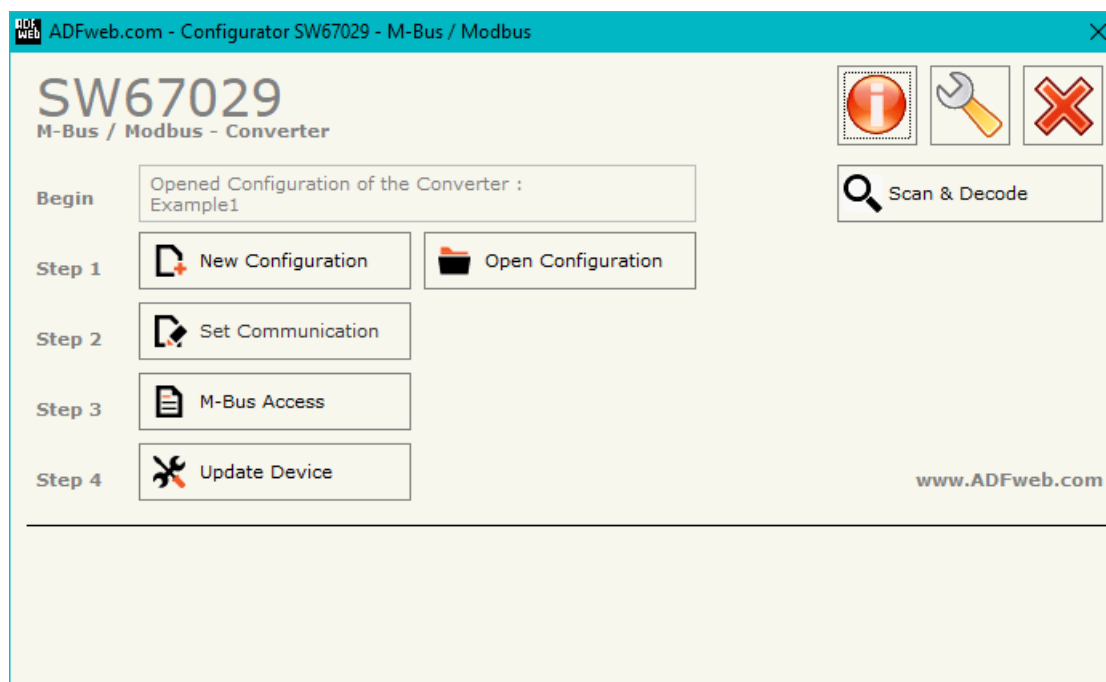 ADF
WEB
ADFweb.com - Configurator SW67029 - M-Bus / Modbus
SW67029
M-Bus / Modbus - Converter
Begin
Opened Configuration of the Converter :
Example1
Scan & Decode
Step 1
New Configuration
Open Configuration
Step 2
Set Communication
Step 3
M-Bus Access
Step 4
Update Device
www.ADFweb.com